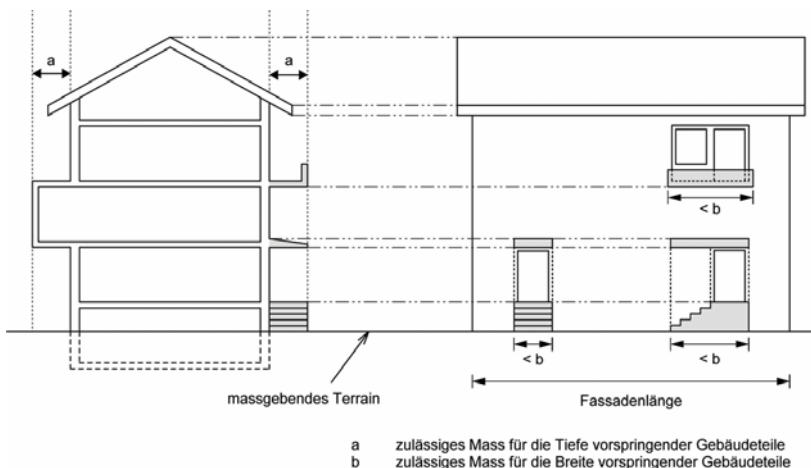 a
a
< b
< b
< b
massgebendes Terrain
Fassadenlänge
a zulässiges Mass für die Tiefe vorspringender Gebäudeteile
b zulässiges Mass für die Breite vorspringender Gebäudeteile